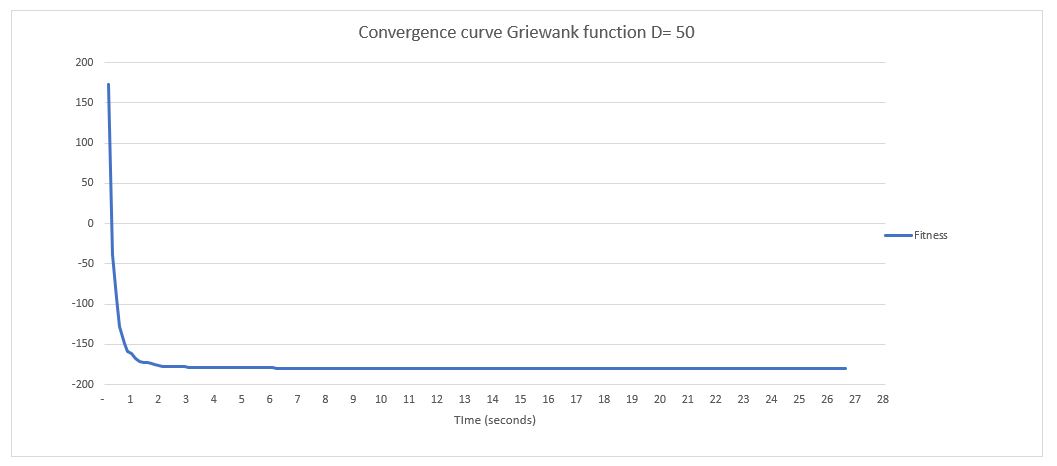 Convergence curve Griewank function D= 50
200
150
100
50
0
-50
-100
-150
-200
- 1 2 3 4 5 6 7 8 9 10 11 12 13 14 15 16 17 18 19 20 21 22 23 24 25 26 27 28
TIme (seconds)
Fitness